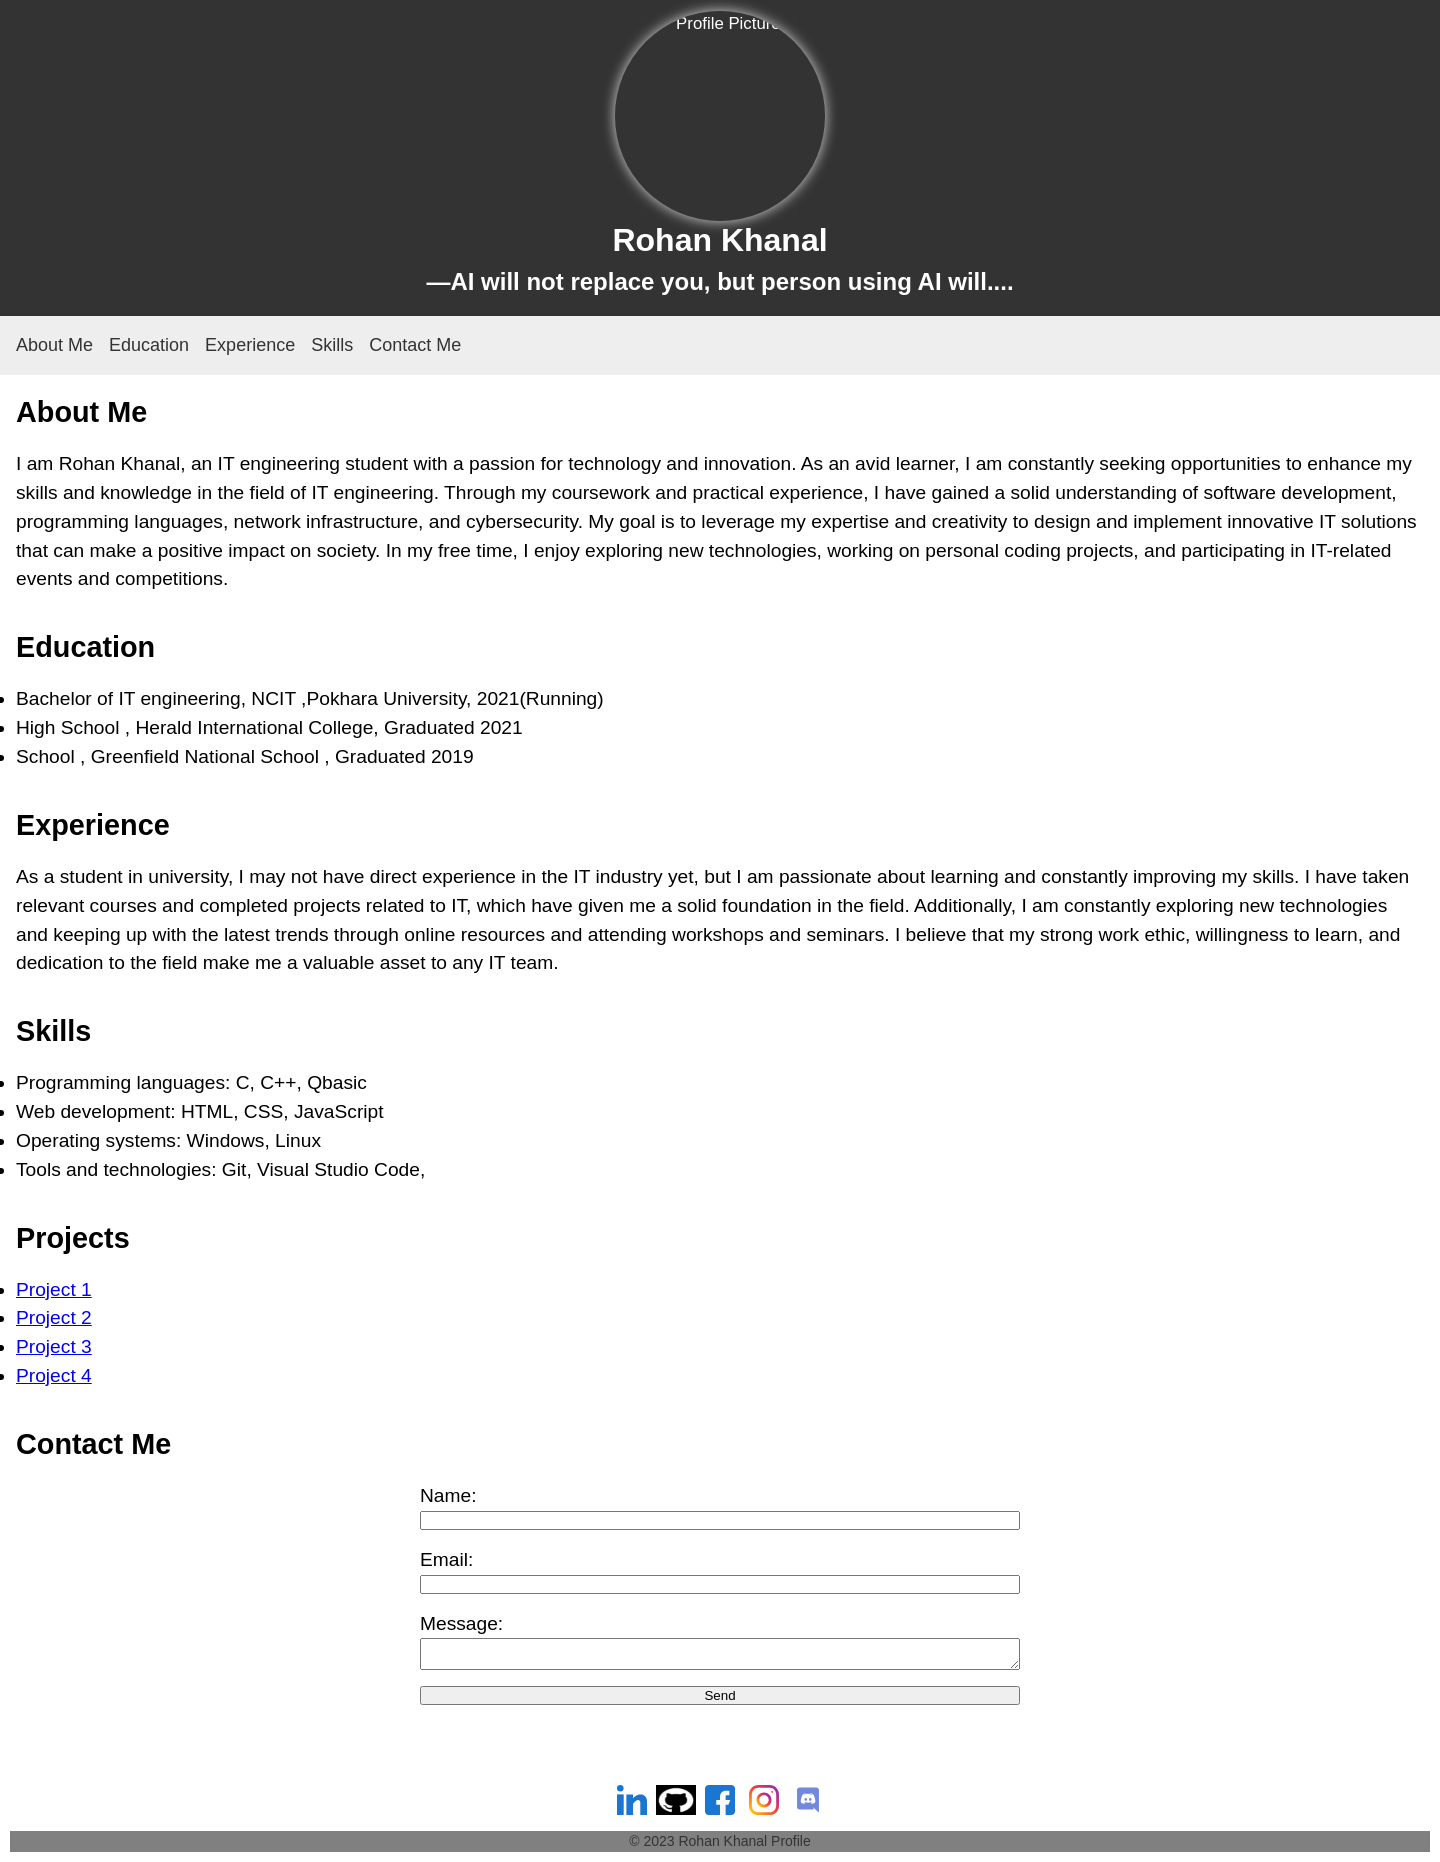 Profile Picture
Rohan Khanal
—AI will not replace you, but person using AI will....
About Me Education Experience Skills Contact Me
About Me
I am Rohan Khanal, an IT engineering student with a passion for technology and innovation. As an avid learner, I am constantly seeking opportunities to enhance my
skills and knowledge in the field of IT engineering. Through my coursework and practical experience, I have gained a solid understanding of software development,
programming languages, network infrastructure, and cybersecurity. My goal is to leverage my expertise and creativity to design and implement innovative IT solutions
that can make a positive impact on society. In my free time, I enjoy exploring new technologies, working on personal coding projects, and participating in IT-related
events and competitions.
Education
Bachelor of IT engineering, NCIT ,Pokhara University, 2021(Running)
High School , Herald International College, Graduated 2021
School , Greenfield National School , Graduated 2019
Experience
As a student in university, I may not have direct experience in the IT industry yet, but I am passionate about learning and constantly improving my skills. I have taken
relevant courses and completed projects related to IT, which have given me a solid foundation in the field. Additionally, I am constantly exploring new technologies
and keeping up with the latest trends through online resources and attending workshops and seminars. I believe that my strong work ethic, willingness to learn, and
dedication to the field make me a valuable asset to any IT team.
Skills
Programming languages: C, C++, Qbasic
Web development: HTML, CSS, JavaScript
Operating systems: Windows, Linux
Tools and technologies: Git, Visual Studio Code,
Projects
Project 1
Project 2
Project 3
Project 4
Contact Me
Name:
Email:
Message:
Send
in
© 2023 Rohan Khanal Profile